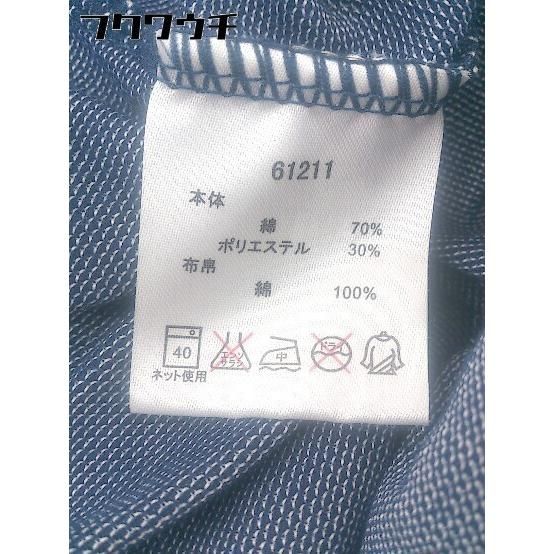 フクウクチ
61211
本体
綿 70%
ポリエステル 30%
布帛
綿 100%
40 エンソ サラシ 中 ドライ
ネット使用